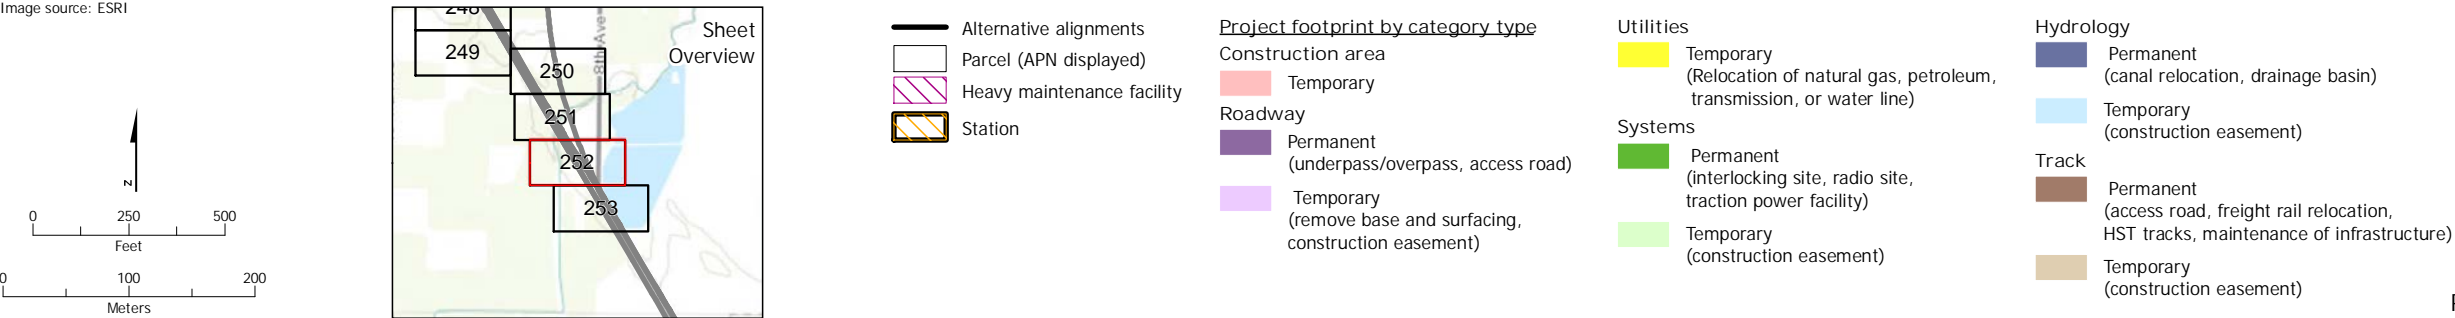 Image source: ESRI
N
0 250 500
Feet
0 100 200
Meters
Sheet
Overview
8th Ave
248
249
250
251
252
253
Alternative alignments
Parcel (APN displayed)
Heavy maintenance facility
Station
Project footprint by category type
Construction area
Temporary
Roadway
Permanent
(underpass/overpass, access road)
Temporary
(remove base and surfacing,
construction easement)
Utilities
Temporary
(Relocation of natural gas, petroleum,
transmission, or water line)
Systems
Permanent
(interlocking site, radio site,
traction power facility)
Temporary
(construction easement)
Hydrology
Permanent
(canal relocation, drainage basin)
Temporary
(construction easement)
Track
Permanent
(access road, freight rail relocation,
HST tracks, maintenance of infrastructure)
Temporary
(construction easement)